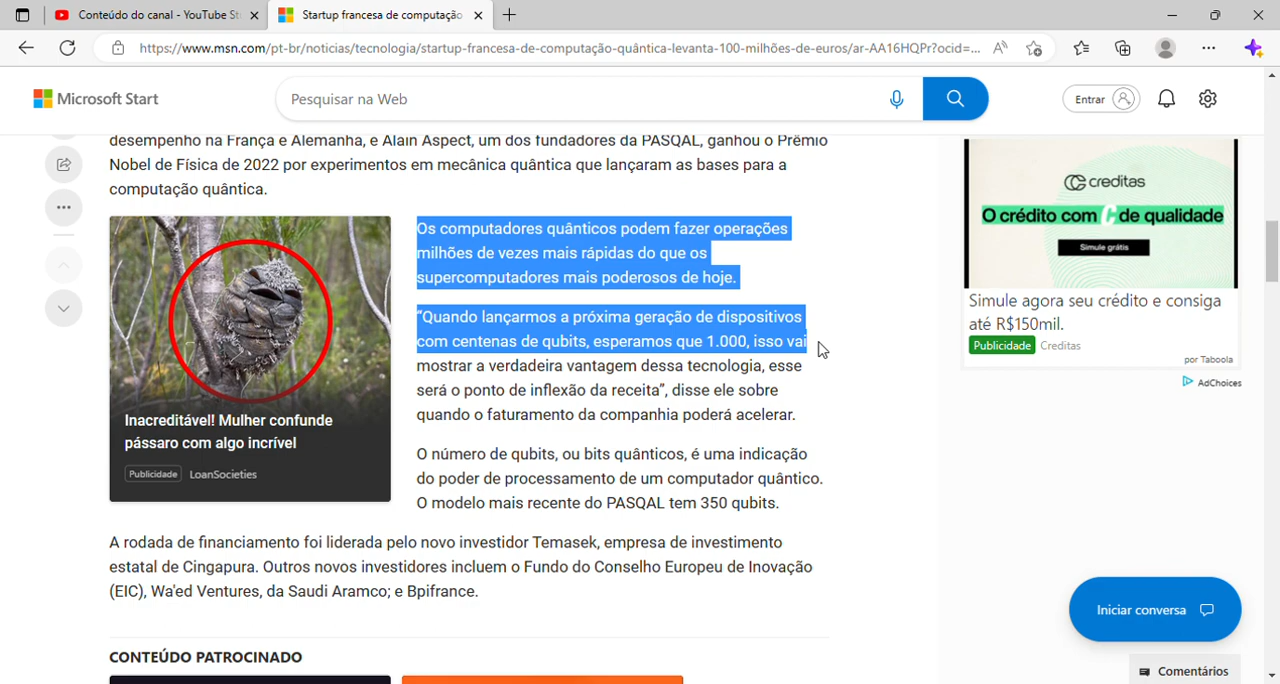 Conteúdo do canal - YouTube St
Startup francesa de computação
https://www.msn.com/pt-br/noticias/tecnologia/startup-francesa-de-computação-quântica-levanta-100-milhões-de-euros/ar-AA16HQPr?ocid=...
Microsoft Start
Pesquisar na Web
Entrar
desempenho na França e Alemanha, e Alain Aspect, um dos fundadores da PASQAL, ganhou o Prêmio
Nobel de Física de 2022 por experimentos em mecânica quântica que lançaram as bases para a
computação quântica.
Inacreditável! Mulher confunde
pássaro com algo incrível
Publicidade LoanSocieties
Os computadores quânticos podem fazer operações
milhões de vezes mais rápidas do que os
supercomputadores mais poderosos de hoje.
“Quando lançarmos a próxima geração de dispositivos
com centenas de qubits, esperamos que 1.000, isso vai
mostrar a verdadeira vantagem dessa tecnologia, esse
será o ponto de inflexão da receita”, disse ele sobre
quando o faturamento da companhia poderá acelerar.
O número de qubits, ou bits quânticos, é uma indicação
do poder de processamento de um computador quântico.
O modelo mais recente do PASQAL tem 350 qubits.
A rodada de financiamento foi liderada pelo novo investidor Temasek, empresa de investimento
estatal de Cingapura. Outros novos investidores incluem o Fundo do Conselho Europeu de Inovação
(EIC), Wa'ed Ventures, da Saudi Aramco; e Bpifrance.
CONTEÚDO PATROCINADO
creditas
O crédito com C de qualidade
Simule grátis
Simule agora seu crédito e consiga
até R$150mil.
Publicidade Creditas
por Taboola
AdChoices
Iniciar conversa
Comentários